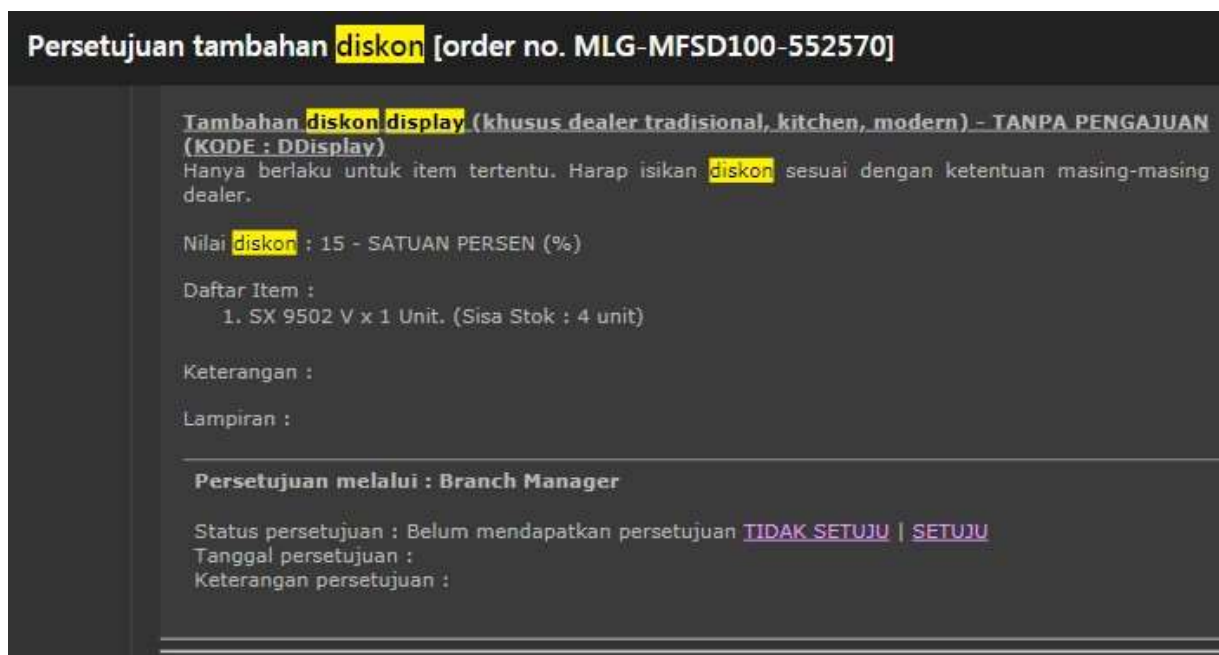 Persetujuan tambahan diskon [order no. MLG-MFSD100-552570]
Tambahan diskon display (khusus dealer tradisional, kitchen, modern) - TANPA PENGAJUAN
(KODE : DDisplay)
Hanya berlaku untuk item tertentu. Harap isikan diskon sesuai dengan ketentuan masing-masing
dealer.
Nilai diskon : 15 - SATUAN PERSEN (%)
Daftar Item :
1. SX 9502 V x 1 Unit. (Sisa Stok : 4 unit)
Keterangan :
Lampiran :
Persetujuan melalui : Branch Manager
Status persetujuan : Belum mendapatkan persetujuan TIDAK SETUJU | SETUJU
Tanggal persetujuan :
Keterangan persetujuan :